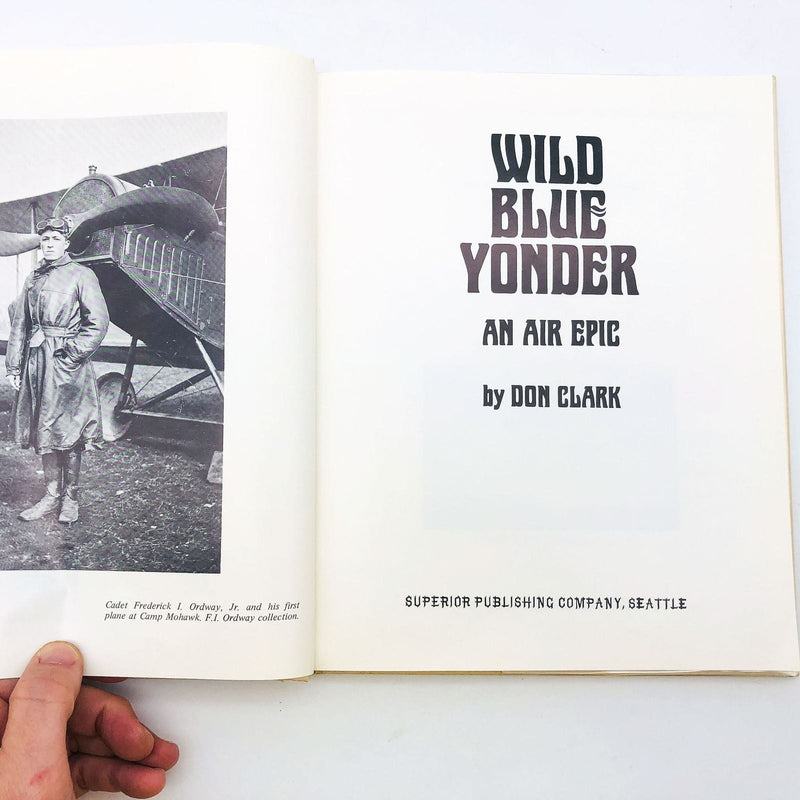 Cadet Frederick I. Ordway, Jr. and his first
plane at Camp Mohawk. F.I. Ordway collection.
WILD
BLUE
YONDER
AN AIR EPIC
by DON CLARK
SUPERIOR PUBLISHING COMPANY, SEATTLE